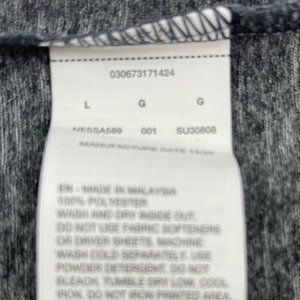 030673171424
L G G
NESSA589 001 SU30808
MANUFACTURE DATE
EN - MADE IN MALAYSIA
100% POLYESTER
WASH AND DRY INSIDE OUT.
DO NOT USE FABRIC SOFTENERS
OR DRYER SHEETS. MACHINE
WASH COLD SEPARATELY. USE
POWDER DETERGENT. DO NOT
BLEACH. TUMBLE DRY LOW. COOL
IRON. DO NOT IRON PRINTED AREA